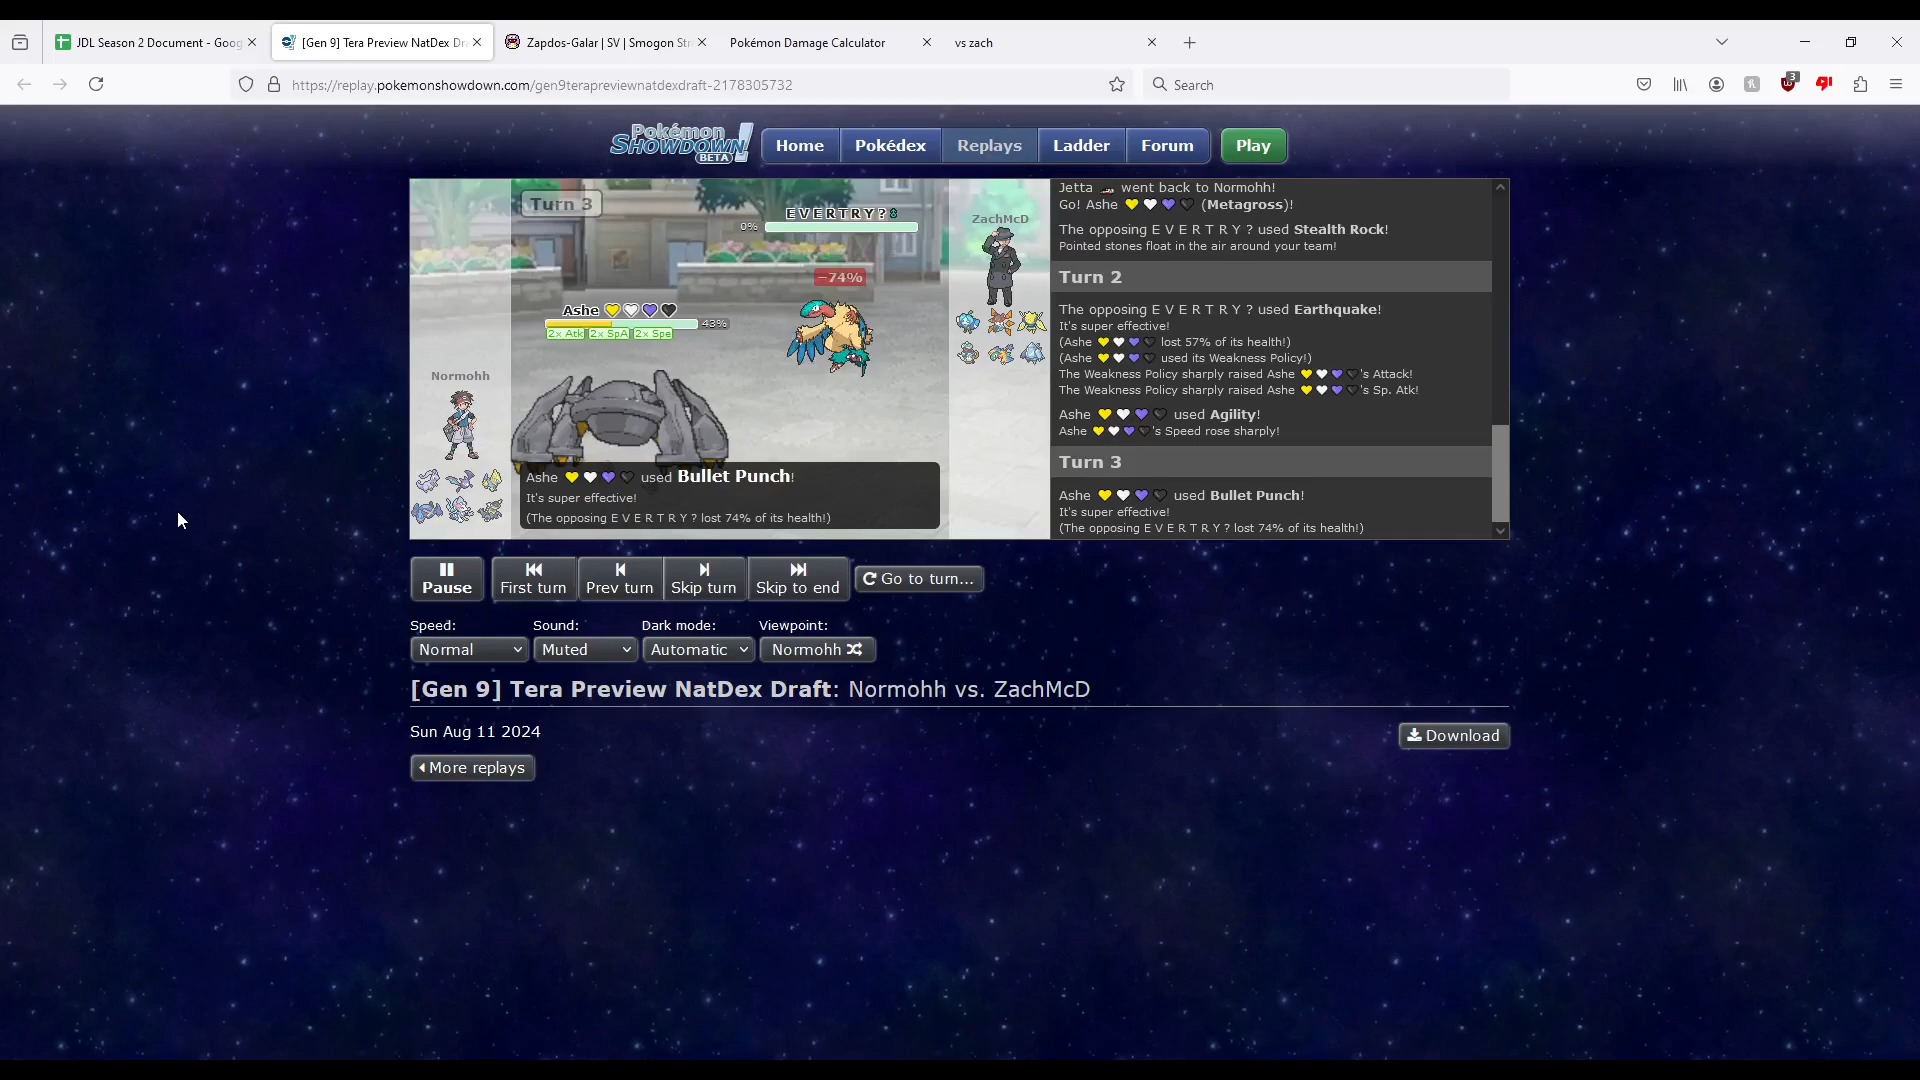 JDL Season 2 Document - Goog
[Gen 9] Tera Preview NatDex Dr
Zapdos-Galar | SV | Smogon Str
Pokémon Damage Calculator
vs zach
https://replay.pokemonshowdown.com/gen9terapreviewnatdexdraft-2178305732
Search
3
Pokémon
SHOWDOWN!
BETA
Home
Pokédex
Replays
Ladder
Forum
Play
Turn 3
E V E R T R Y ?
0%
−74%
Ashe
43%
2x Atk 2x SpA 2x Spe
Normohh
ZachMcD
Ashe used Bullet Punch!
It's super effective!
(The opposing E V E R T R Y ? lost 74% of its health!)
Jetta went back to Normohh!
Go! Ashe (Metagross)!
The opposing E V E R T R Y ? used Stealth Rock!
Pointed stones float in the air around your team!
Turn 2
The opposing E V E R T R Y ? used Earthquake!
It's super effective!
(Ashe lost 57% of its health!)
(Ashe used its Weakness Policy!)
The Weakness Policy sharply raised Ashe 's Attack!
The Weakness Policy sharply raised Ashe 's Sp. Atk!
Ashe used Agility!
Ashe 's Speed rose sharply!
Turn 3
Ashe used Bullet Punch!
It's super effective!
(The opposing E V E R T R Y ? lost 74% of its health!)
Pause
First turn
Prev turn
Skip turn
Skip to end
Go to turn...
Speed:
Sound:
Dark mode:
Viewpoint:
Normal
Muted
Automatic
Normohh
[Gen 9] Tera Preview NatDex Draft: Normohh vs. ZachMcD
Sun Aug 11 2024
Download
More replays